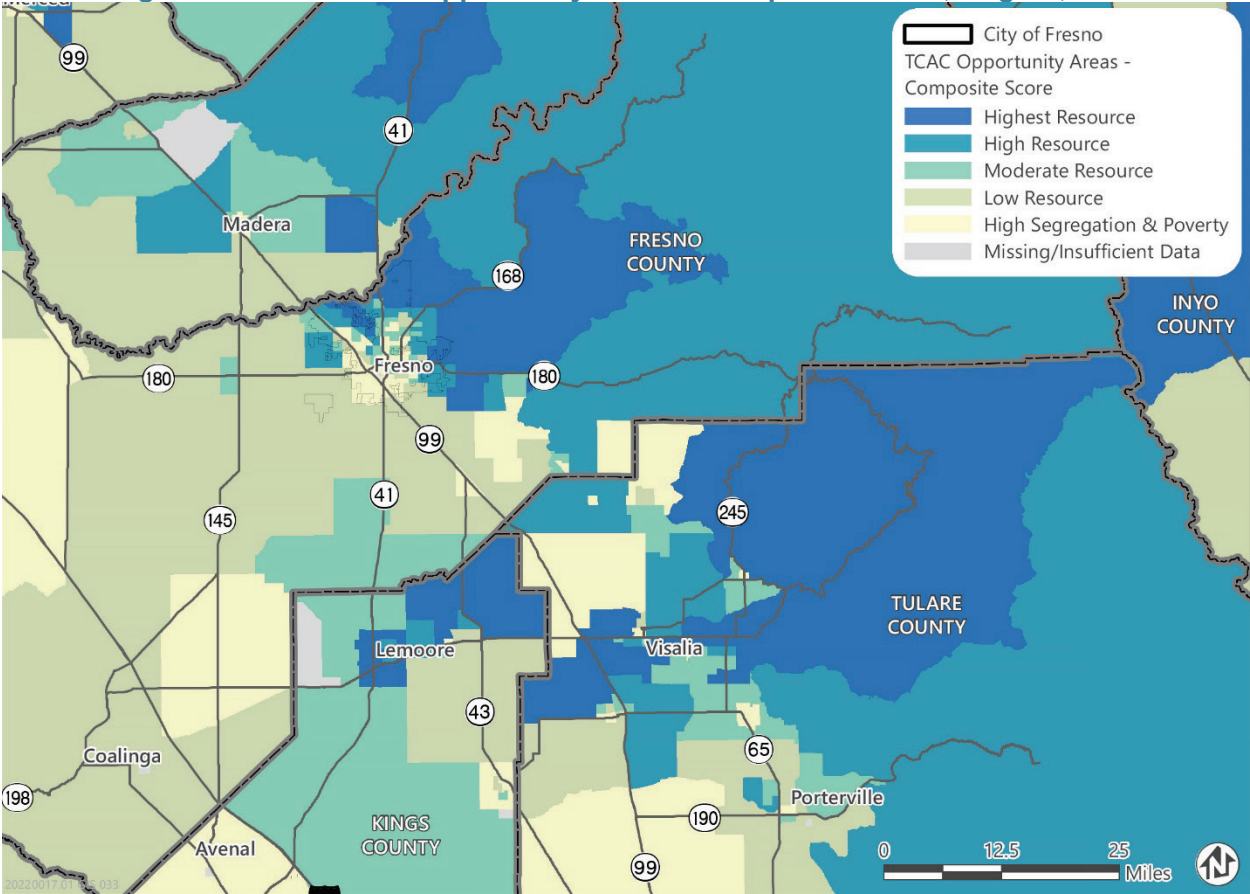 Merced
City of Fresno
TCAC Opportunity Areas -
Composite Score
Highest Resource
High Resource
Moderate Resource
Low Resource
High Segregation & Poverty
Missing/Insufficient Data
99
41
Madera
FRESNO
COUNTY
168
INYO
COUNTY
180
Fresno
180
99
41
145
245
TULARE
COUNTY
Lemoore
Visalia
43
65
Coalinga
198
Porterville
190
KINGS
COUNTY
Avenal
99
0 12.5 25
Miles
N